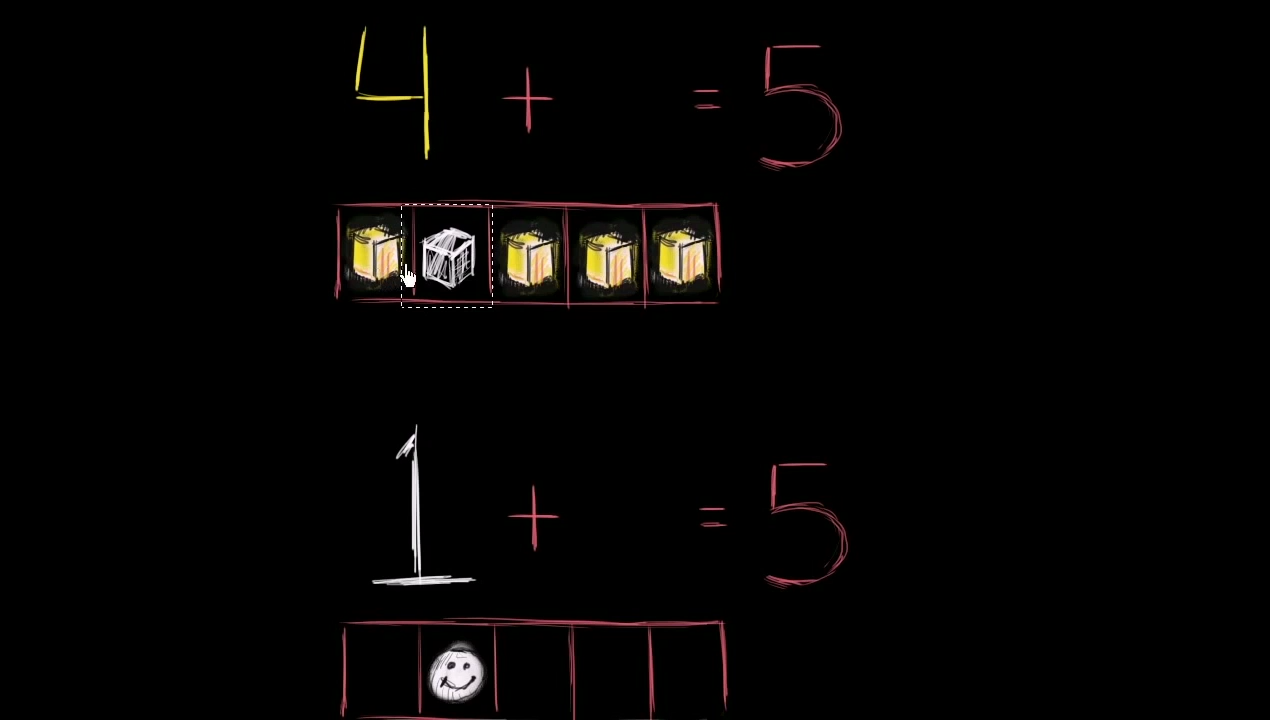 4 + = 5
1 + = 5